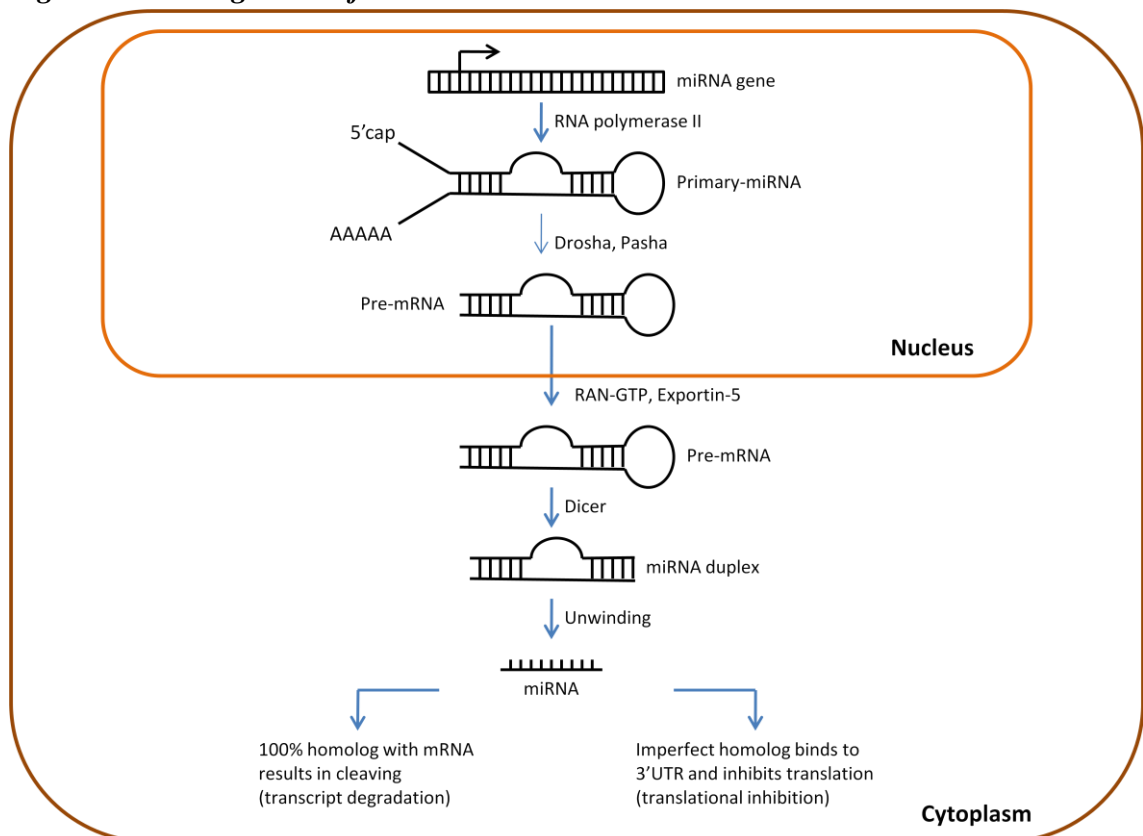 miRNA gene
RNA polymerase II
5’cap
Primary-miRNA
AAAAA
Drosha, Pasha
Pre-mRNA
Nucleus
RAN-GTP, Exportin-5
Pre-mRNA
Dicer
miRNA duplex
Unwinding
miRNA
100% homolog with mRNA
results in cleaving
(transcript degradation)
Imperfect homolog binds to
3’UTR and inhibits translation
(translational inhibition)
Cytoplasm